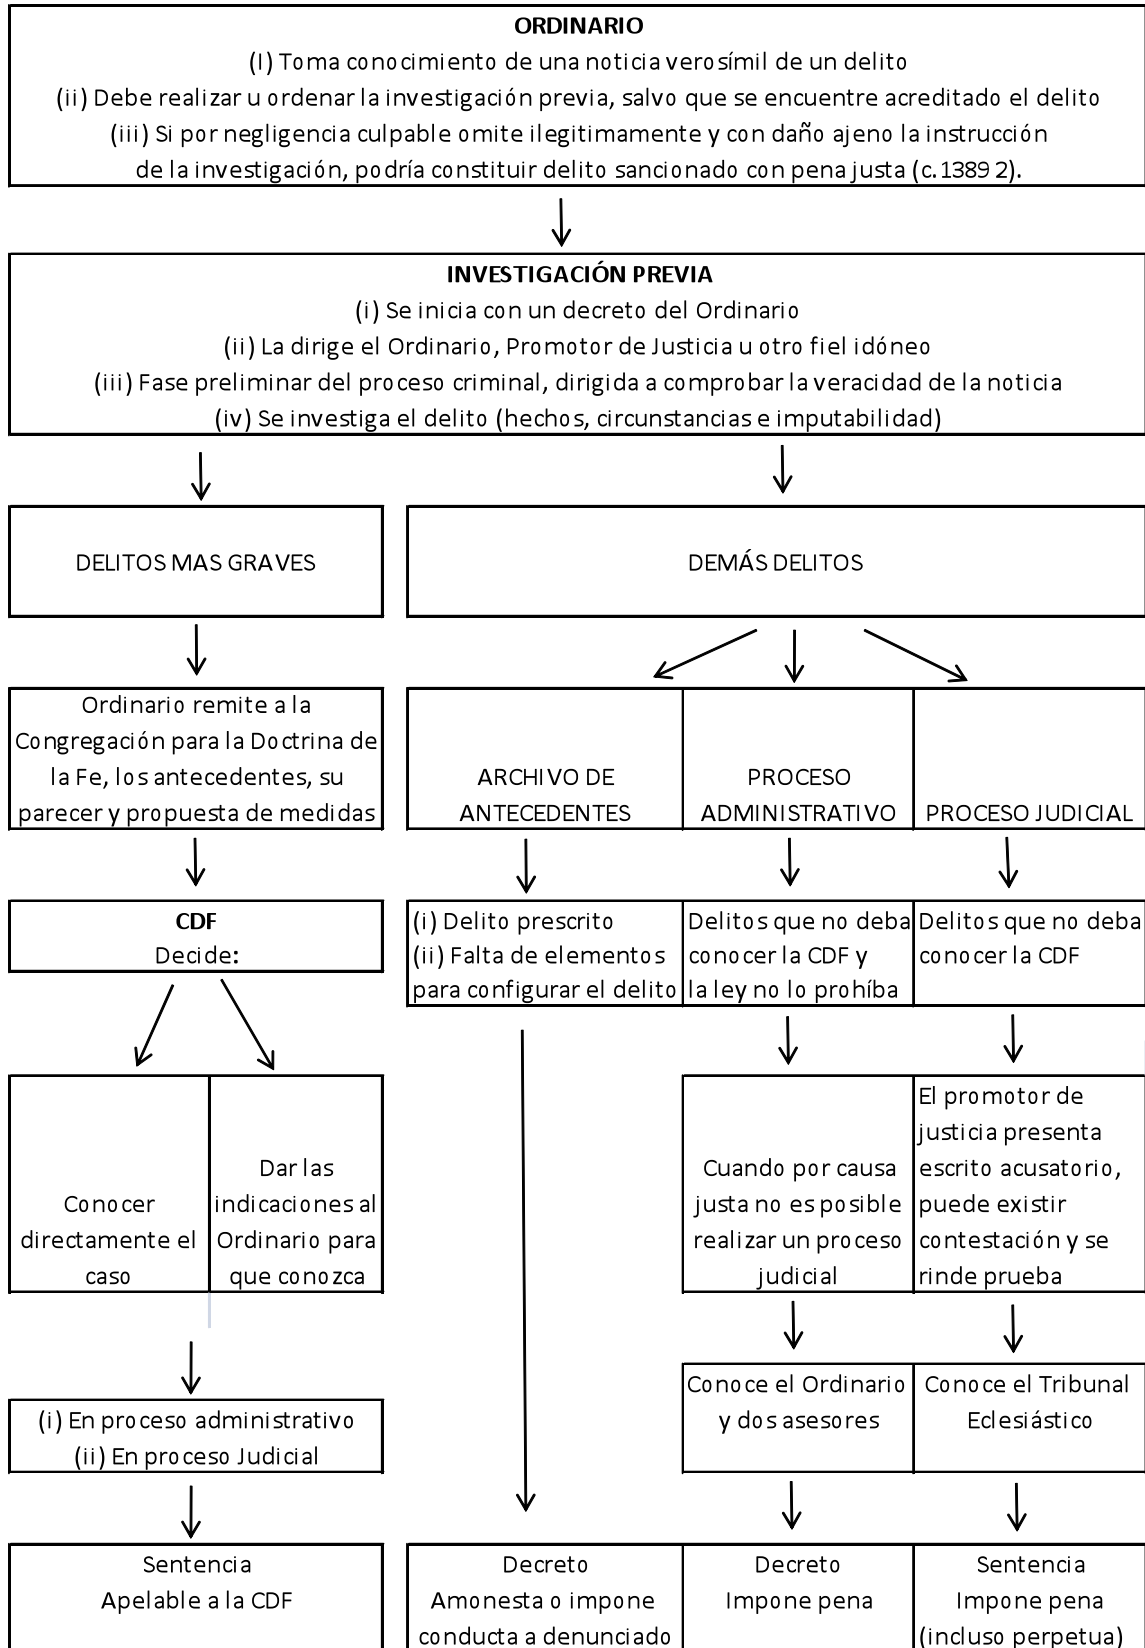 ORDINARIO
(I) Toma conocimiento de una noticia verosímil de un delito
(ii) Debe realizar u ordenar la investigación previa, salvo que se encuentre acreditado el delito
(iii) Si por negligencia culpable omite ilegitimamente y con daño ajeno la instrucción
de la investigación, podría constituir delito sancionado con pena justa (c. 1389 2).
INVESTIGACIÓN PREVIA
(i) Se inicia con un decreto del Ordinario
(ii) La dirige el Ordinario, Promotor de Justicia u otro fiel idóneo
(iii) Fase preliminar del proceso criminal, dirigida a comprobar la veracidad de la noticia
(iv) Se investiga el delito (hechos, circunstancias e imputabilidad)
DELITOS MAS GRAVES
DEMÁS DELITOS
Ordinario remite a la
Congregación para la Doctrina de
la Fe, los antecedentes, su
parecer y propuesta de medidas
ARCHIVO DE
ANTECEDENTES
PROCESO
ADMINISTRATIVO
PROCESO JUDICIAL
CDF
Decide:
(i) Delito prescrito
(ii) Falta de elementos
para configurar el delito
Delitos que no deba
conocer la CDF y
la ley no lo prohíba
Delitos que no deba
conocer la CDF
Conocer
directamente el
caso
Dar las
indicaciones al
Ordinario para
que conozca
Cuando por causa
justa no es posible
realizar un proceso
judicial
El promotor de
justicia presenta
escrito acusatorio,
puede existir
contestación y se
rinde prueba
(i) En proceso administrativo
(ii) En proceso Judicial
Conoce el Ordinario
y dos asesores
Conoce el Tribunal
Eclesiástico
Sentencia
Apelable a la CDF
Decreto
Amonesta o impone
conducta a denunciado
Decreto
Impone pena
Sentencia
Impone pena
(incluso perpetua)